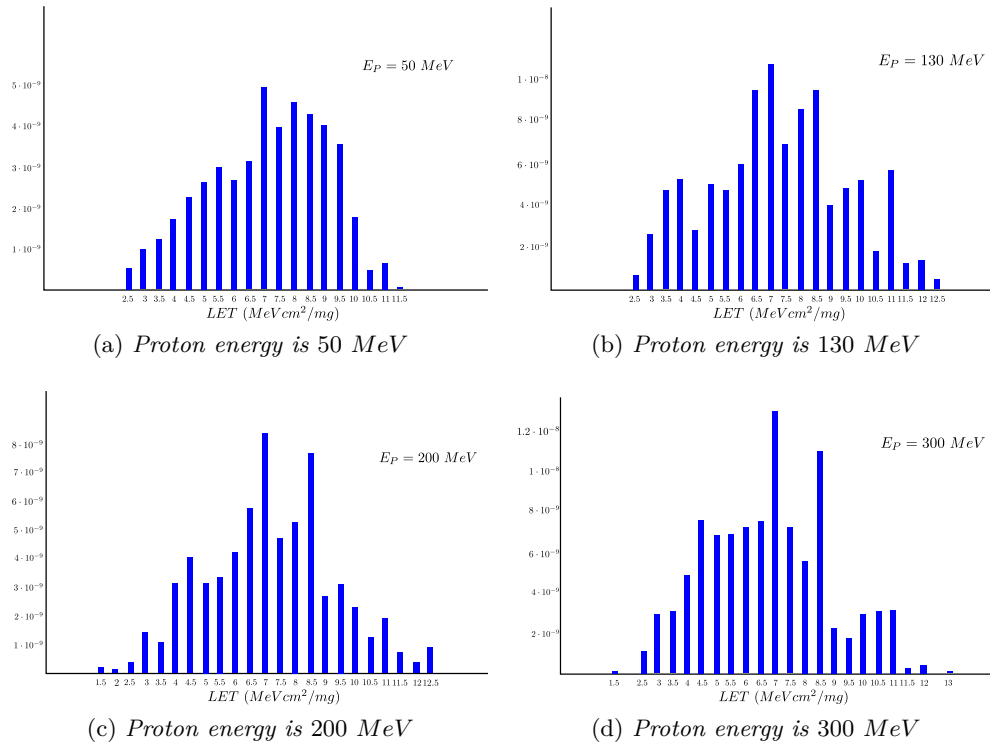 E_P = 50 MeV
5 · 10⁻⁹
4 · 10⁻⁹
3 · 10⁻⁹
2 · 10⁻⁹
1 · 10⁻⁹
2.5 3 3.5 4 4.5 5 5.5 6 6.5 7 7.5 8 8.5 9 9.5 10 10.5 11 11.5
LET (MeVcm²/mg)
(a) Proton energy is 50 MeV
E_P = 130 MeV
1 · 10⁻⁸
8 · 10⁻⁹
6 · 10⁻⁹
4 · 10⁻⁹
2 · 10⁻⁹
2.5 3 3.5 4 4.5 5 5.5 6 6.5 7 7.5 8 8.5 9 9.5 10 10.5 11 11.5 12 12.5
LET (MeVcm²/mg)
(b) Proton energy is 130 MeV
E_P = 200 MeV
8 · 10⁻⁹
7 · 10⁻⁹
6 · 10⁻⁹
5 · 10⁻⁹
4 · 10⁻⁹
3 · 10⁻⁹
2 · 10⁻⁹
1 · 10⁻⁹
1.5 2 2.5 3 3.5 4 4.5 5 5.5 6 6.5 7 7.5 8 8.5 9 9.5 10 10.5 11 11.5 12 12.5
LET (MeVcm²/mg)
(c) Proton energy is 200 MeV
E_P = 300 MeV
1.2 · 10⁻⁸
1 · 10⁻⁸
8 · 10⁻⁹
6 · 10⁻⁹
4 · 10⁻⁹
2 · 10⁻⁹
1.5 2.5 3 3.5 4 4.5 5 5.5 6 6.5 7 7.5 8 8.5 9 9.5 10 10.5 11 11.5 12 13
LET (MeVcm²/mg)
(d) Proton energy is 300 MeV